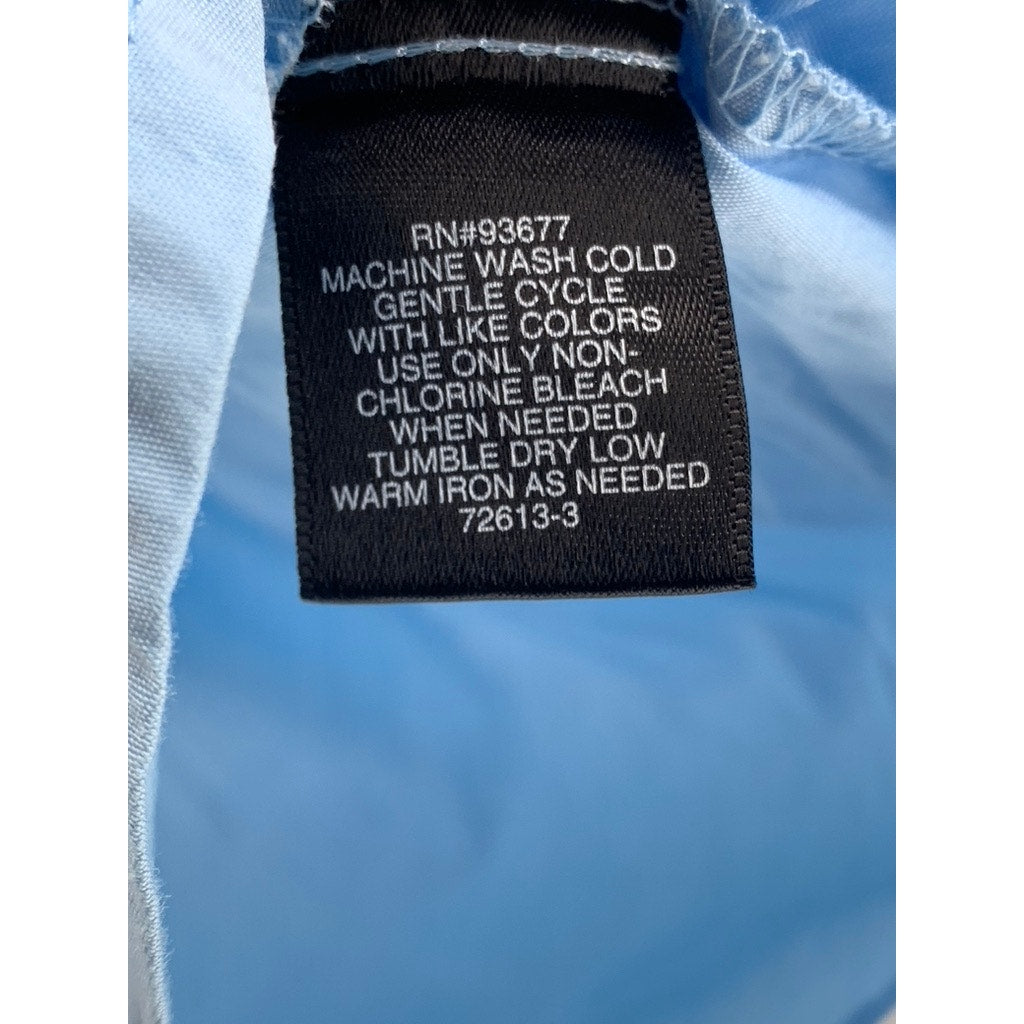 RN#93677
MACHINE WASH COLD
GENTLE CYCLE
WITH LIKE COLORS
USE ONLY NON-
CHLORINE BLEACH
WHEN NEEDED
TUMBLE DRY LOW
WARM IRON AS NEEDED
72613-3